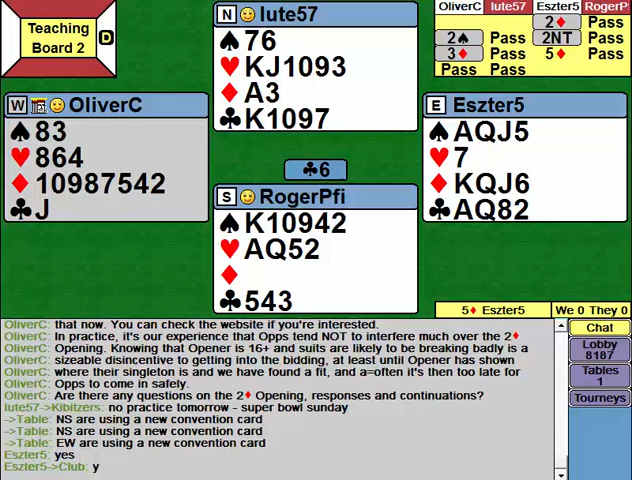 Teaching
Board 2
D
N lute57
♠76
♥KJ1093
♦A3
♣K1097
OliverC lute57 Eszter5 RogerP
2♦ Pass
2♠ Pass 2NT Pass
3♦ Pass 5♦ Pass
Pass Pass
W OliverC
♠83
♥864
♦10987542
♣J
E Eszter5
♠AQJ5
♥7
♦KQJ6
♣AQ82
♣6
S RogerPfi
♠K10942
♥AQ52
♦
♣543
5♦ Eszter5 We 0 They 0
OliverC: that now. You can check the website if you're interested.
OliverC: In practice, it's our experience that Opps tend NOT to interfere much over the 2♦
OliverC: Opening. Knowing that Opener is 16+ and suits are likely to be breaking badly is a
OliverC: sizeable disincentive to getting into the bidding, at least until Opener has shown
OliverC: where their singleton is and we have found a fit, and a=often it's then too late for
OliverC: Opps to come in safely.
OliverC: Are there any questions on the 2♦ Opening, responses and continuations?
lute57->Kibitzers: no practice tomorrow - super bowl sunday
->Table: NS are using a new convention card
->Table: NS are using a new convention card
->Table: EW are using a new convention card
Eszter5: yes
Eszter5->Club: y
Chat
Lobby
8187
Tables
1
Tourneys